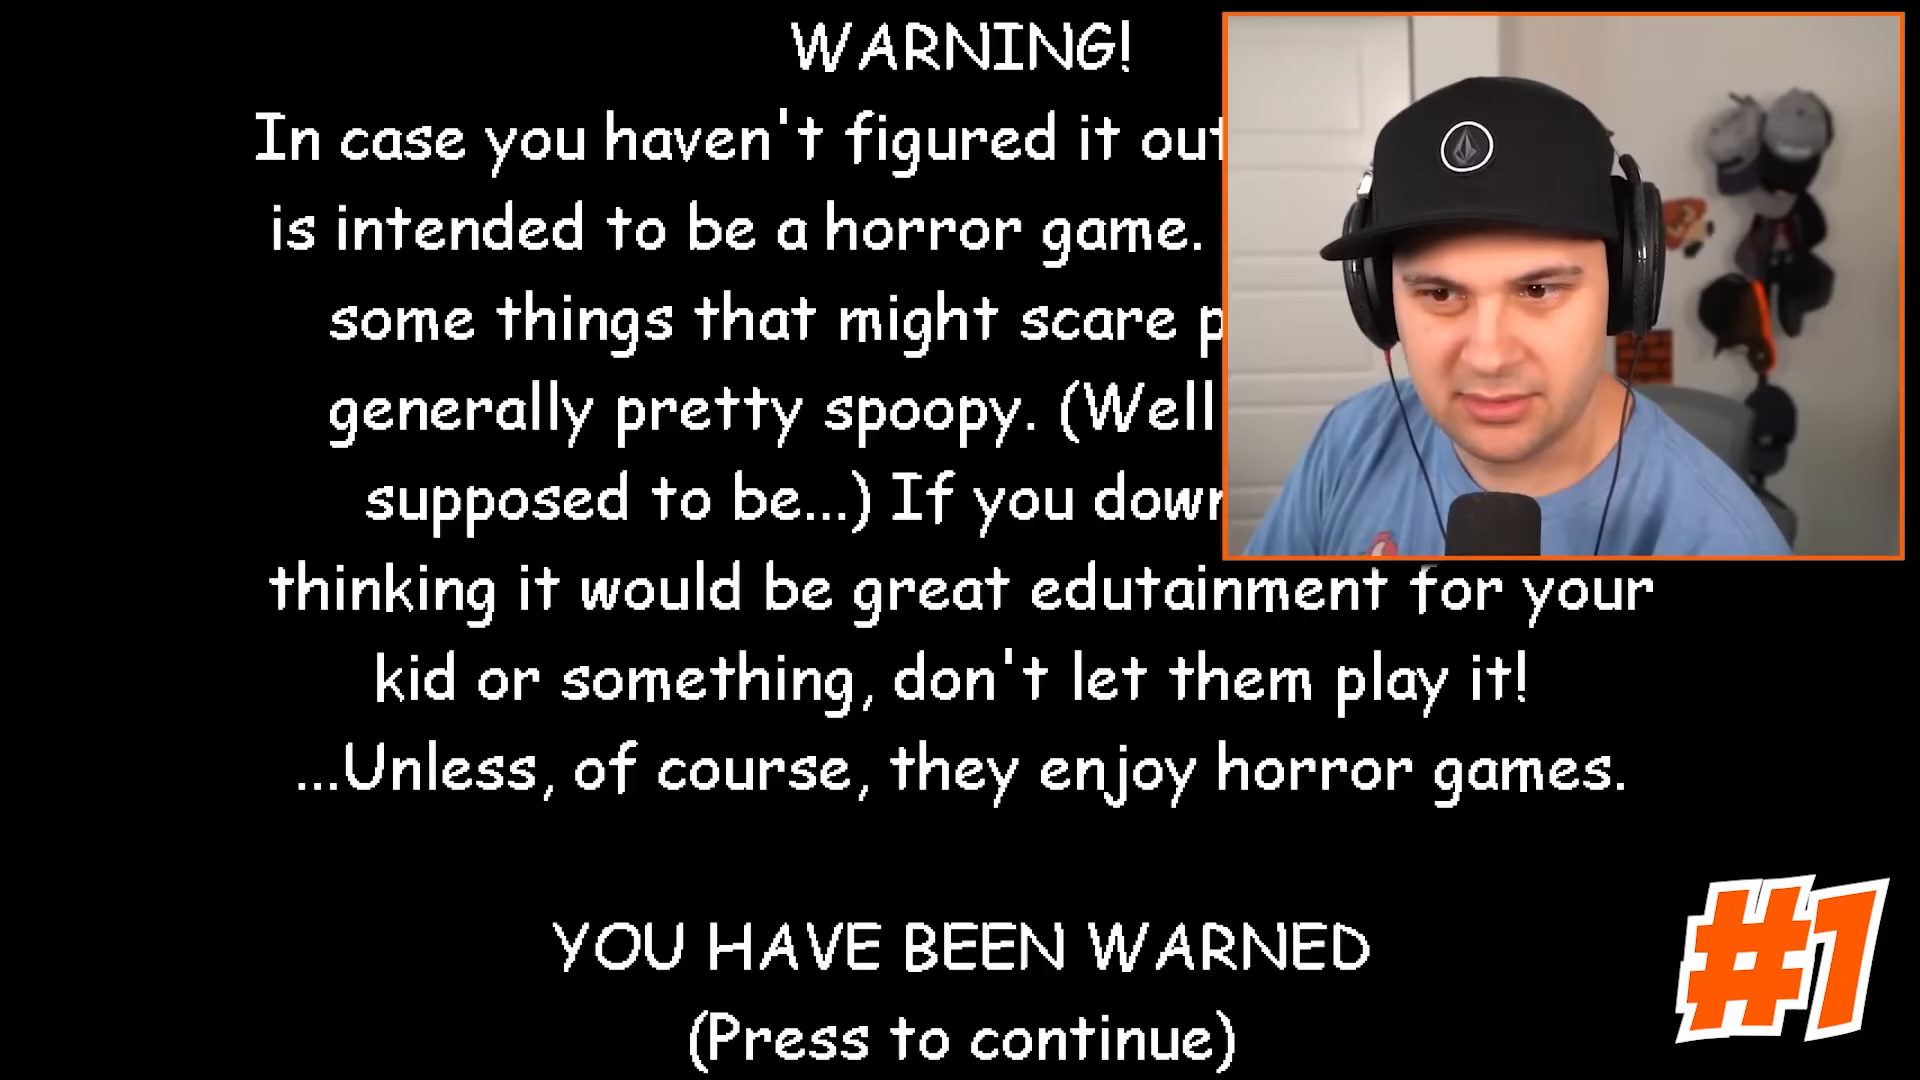 WARNING!
In case you haven't figured it out
is intended to be a horror game.
some things that might scare
generally pretty spoopy. (Well
supposed to be...) If you
thinking it would be great edutainment for your
kid or something, don't let them play it!
...Unless, of course, they enjoy horror games.
YOU HAVE BEEN WARNED
(Press to continue)
#1